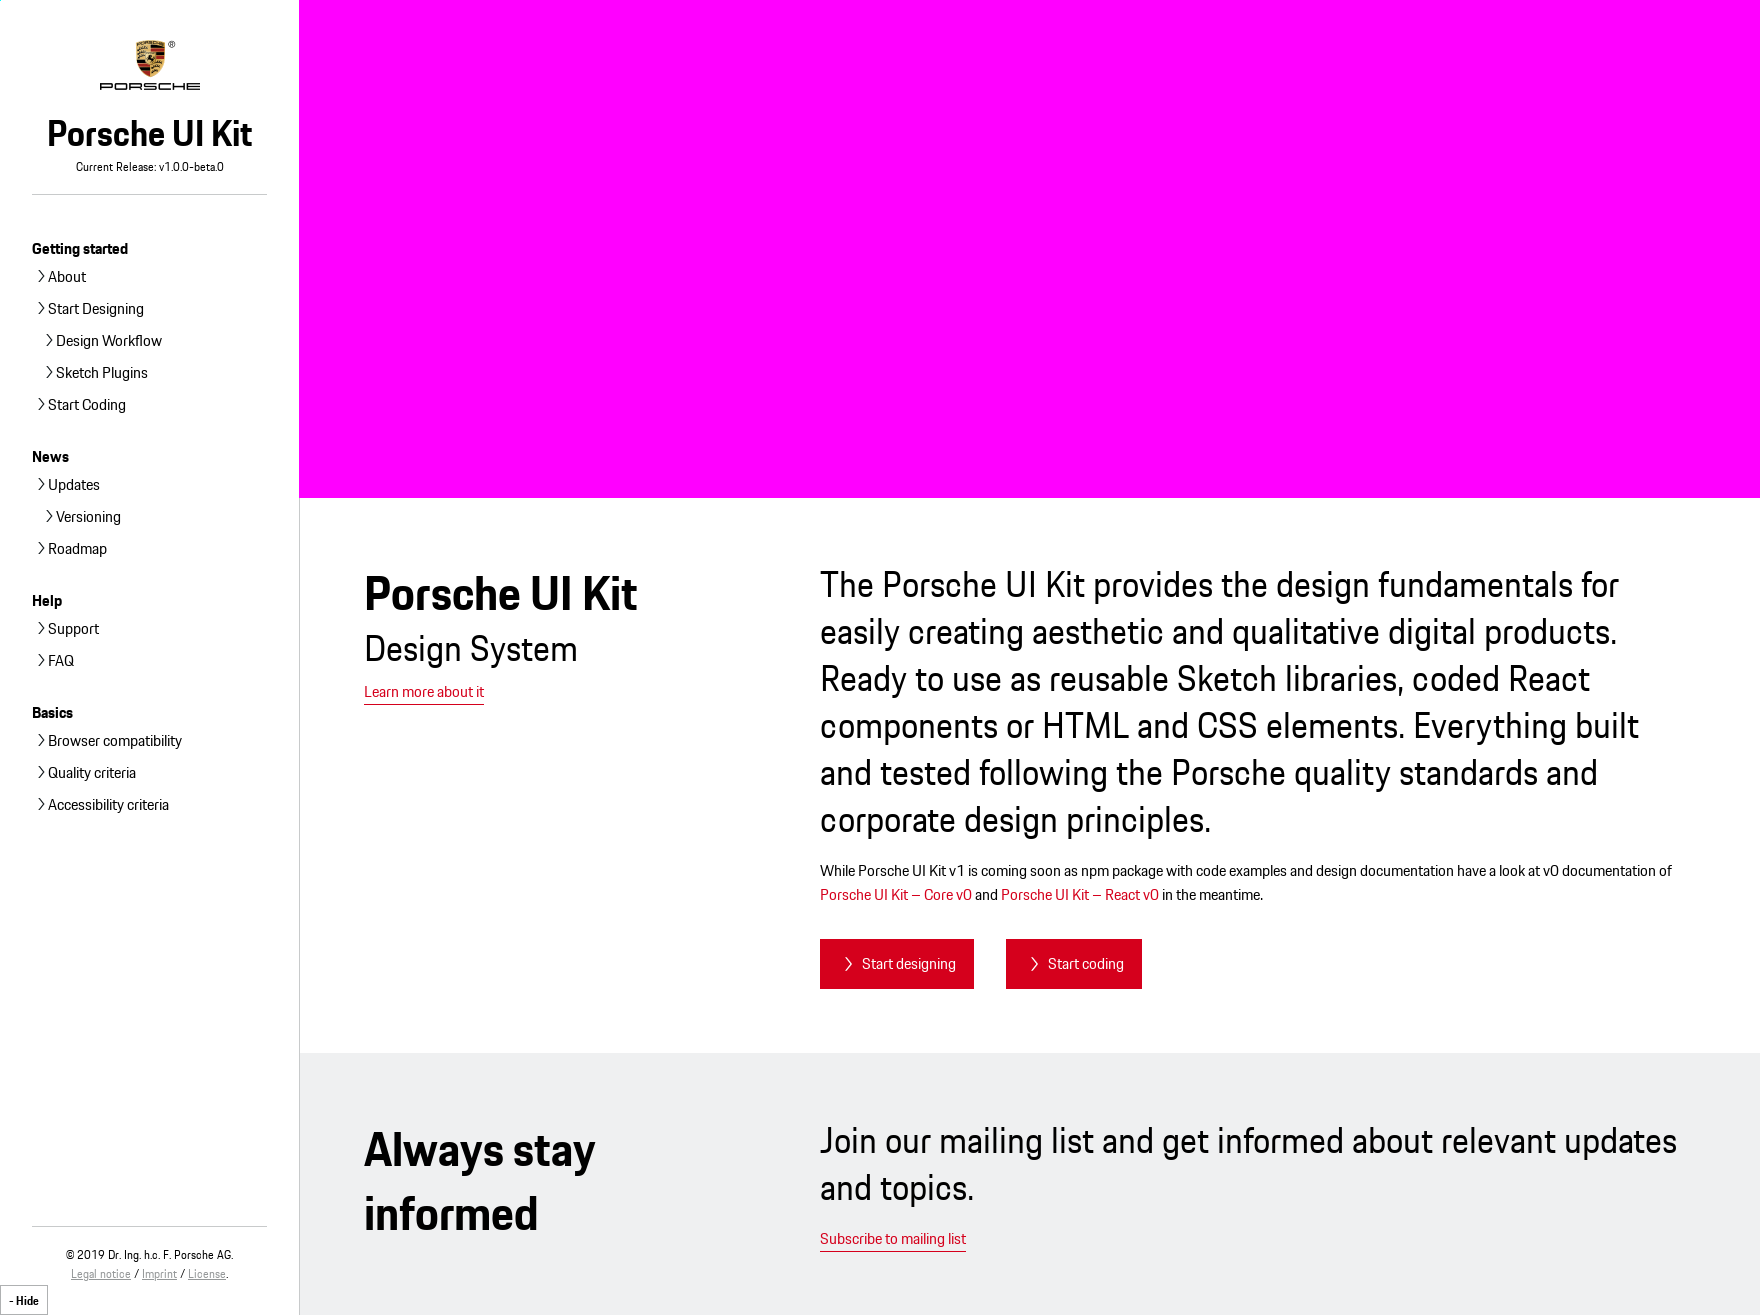 PORSCHE
®
Porsche UI Kit
Current Release: v1.0.0-beta.0
Getting started
About
Start Designing
Design Workflow
Sketch Plugins
Start Coding
News
Updates
Versioning
Roadmap
Help
Support
FAQ
Basics
Browser compatibility
Quality criteria
Accessibility criteria
© 2019 Dr. Ing. h.c. F. Porsche AG.
Legal notice / Imprint / License.
- Hide
Porsche UI Kit
Design System
Learn more about it
The Porsche UI Kit provides the design fundamentals for
easily creating aesthetic and qualitative digital products.
Ready to use as reusable Sketch libraries, coded React
components or HTML and CSS elements. Everything built
and tested following the Porsche quality standards and
corporate design principles.
While Porsche UI Kit v1 is coming soon as npm package with code examples and design documentation have a look at v0 documentation of
Porsche UI Kit – Core v0 and Porsche UI Kit – React v0 in the meantime.
Start designing
Start coding
Always stay
informed
Join our mailing list and get informed about relevant updates
and topics.
Subscribe to mailing list